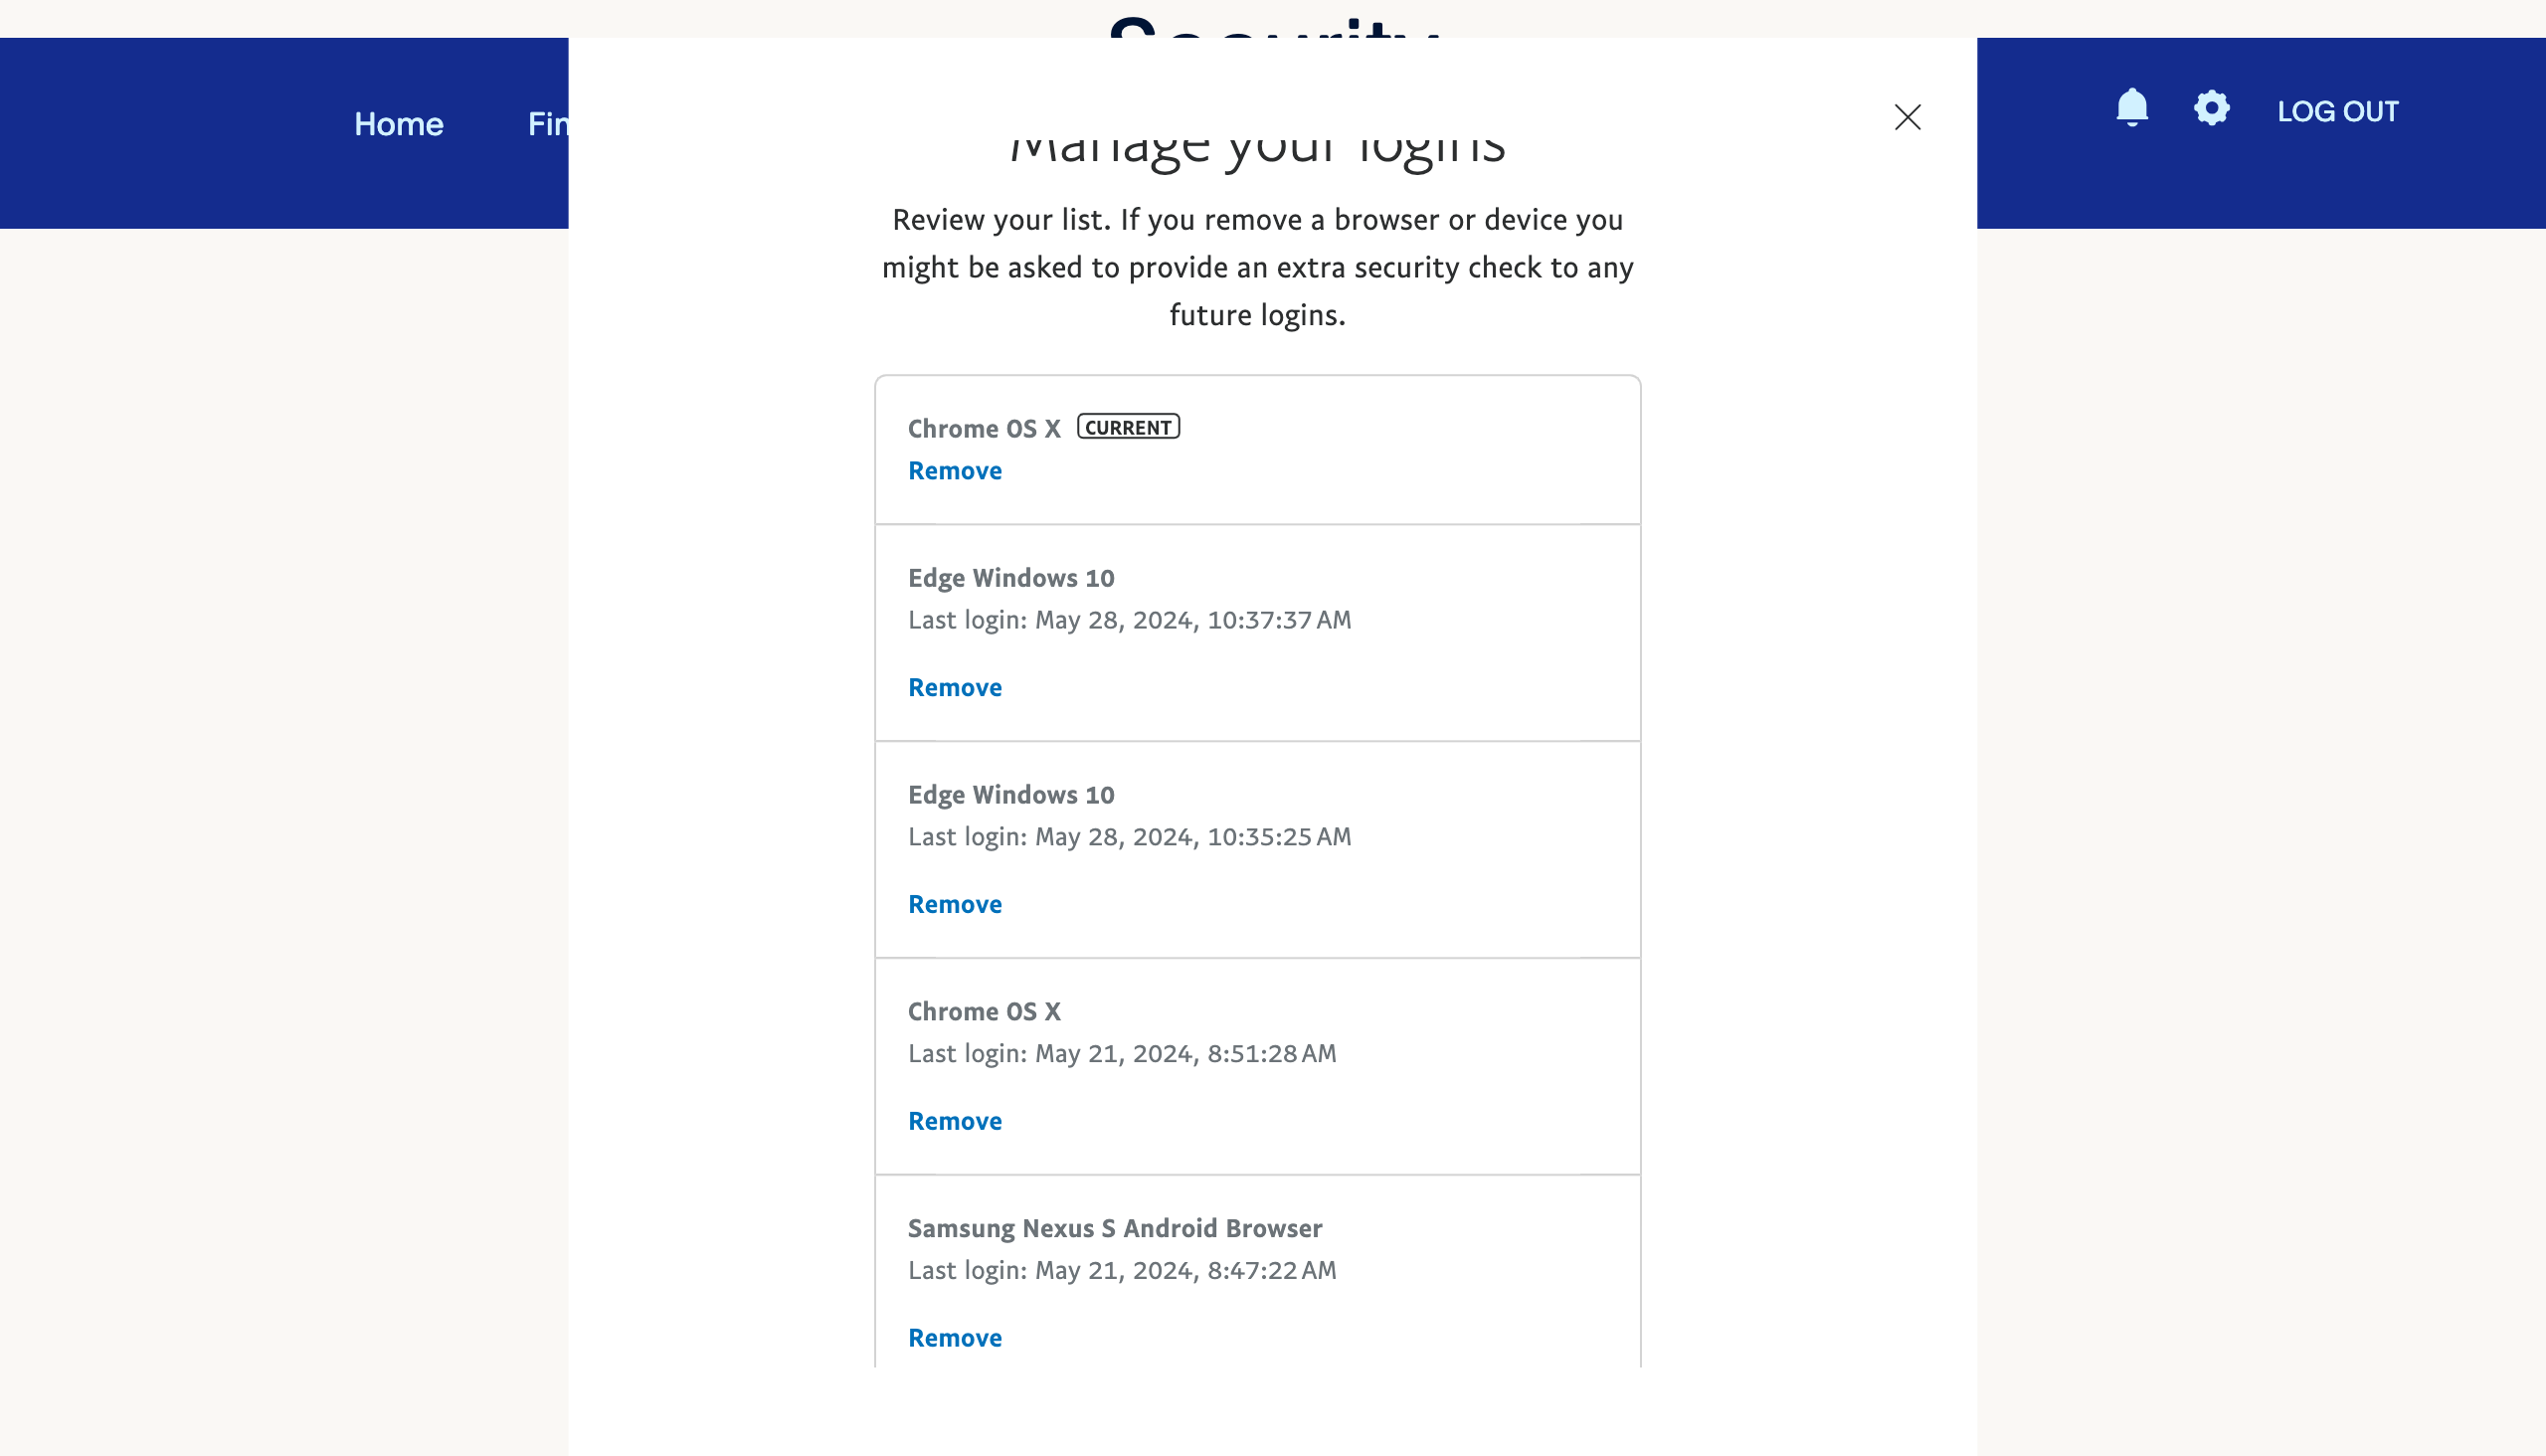 Security
Home
Fin
LOG OUT
Manage your logins
Review your list. If you remove a browser or device you
might be asked to provide an extra security check to any
future logins.
Chrome OS X CURRENT
Remove
Edge Windows 10
Last login: May 28, 2024, 10:37:37 AM
Remove
Edge Windows 10
Last login: May 28, 2024, 10:35:25 AM
Remove
Chrome OS X
Last login: May 21, 2024, 8:51:28 AM
Remove
Samsung Nexus S Android Browser
Last login: May 21, 2024, 8:47:22 AM
Remove